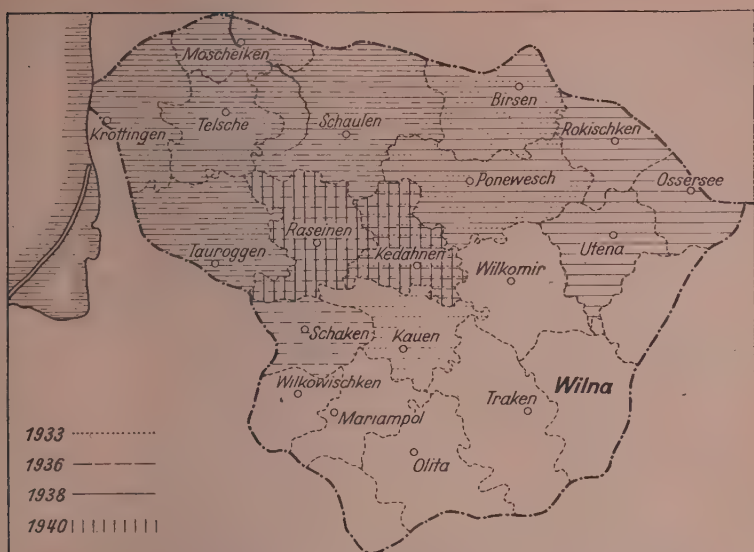 Moscheiken
Birsen
Krottingen
Telsche
Schaulen
Rokischken
Ponewesch
Ossersee
Raseinen
Utena
Tauroggen
Kedahnen
Wilkomir
Schaken
Kauen
Wilkowischken
Wilna
Mariampol
Traken
Olita
1933
1936
1938
1940